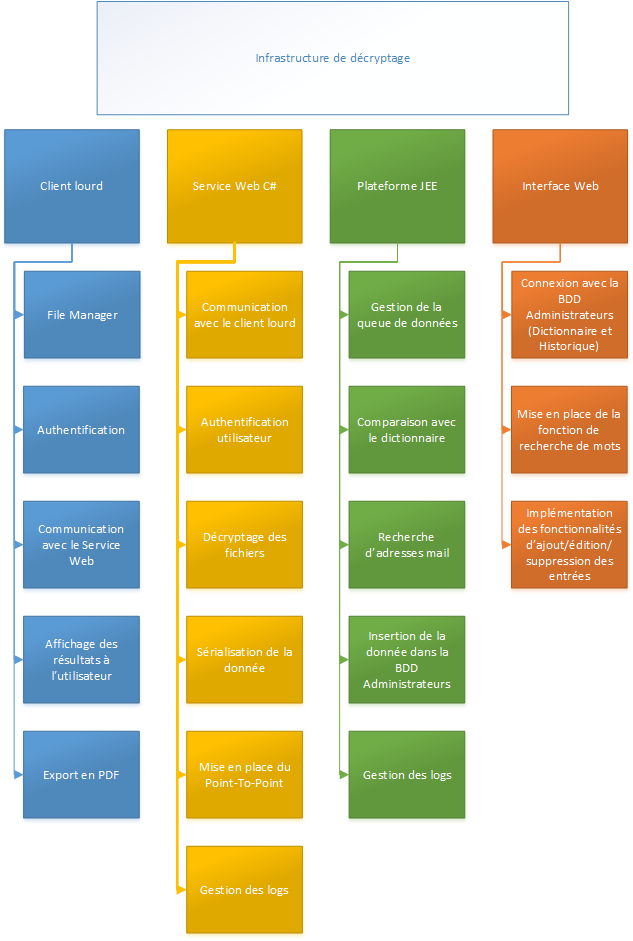 Infrastructure de décryptage
Client lourd
File Manager
Authentification
Communication
avec le Service
Web
Affichage des
résultats à
l'utilisateur
Export en PDF
Service Web C#
Communication
avec le client lourd
Authentification
utilisateur
Décryptage des
fichiers
Sérialisation de la
donnée
Mise en place du
Point-To-Point
Gestion des logs
Plateforme JEE
Gestion de la
queue de données
Comparaison avec
le dictionnaire
Recherche
d'adresses mail
Insertion de la
donnée dans la
BDD
Administrateurs
Gestion des logs
Interface Web
Connexion avec la
BDD
Administrateurs
(Dictionnaire et
Historique)
Mise en place de la
fonction de
recherche de mots
Implémentation
des fonctionnalités
d'ajout/édition/
suppression des
entrées